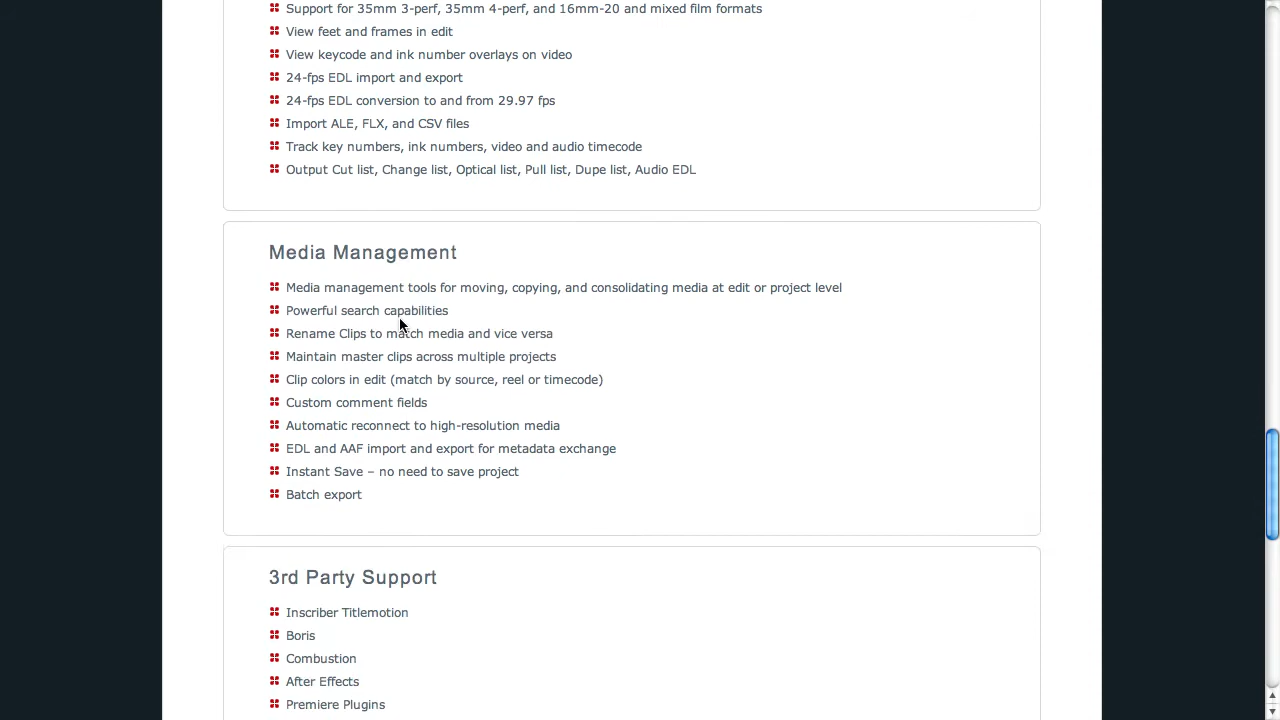 Support for 35mm 3-perf, 35mm 4-perf, and 16mm-20 and mixed film formats
View feet and frames in edit
View keycode and ink number overlays on video
24-fps EDL import and export
24-fps EDL conversion to and from 29.97 fps
Import ALE, FLX, and CSV files
Track key numbers, ink numbers, video and audio timecode
Output Cut list, Change list, Optical list, Pull list, Dupe list, Audio EDL
Media Management
Media management tools for moving, copying, and consolidating media at edit or project level
Powerful search capabilities
Rename Clips to match media and vice versa
Maintain master clips across multiple projects
Clip colors in edit (match by source, reel or timecode)
Custom comment fields
Automatic reconnect to high-resolution media
EDL and AAF import and export for metadata exchange
Instant Save – no need to save project
Batch export
3rd Party Support
Inscriber Titlemotion
Boris
Combustion
After Effects
Premiere Plugins